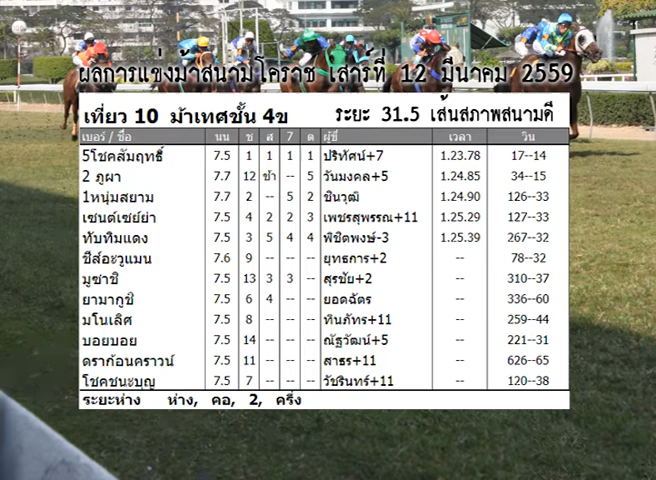 ผลการแข่งม้าสนามโคราช เสาร์ที่ 12 มีนาคม 2559
เที่ยว 10 ม้าเทศชั้น 4ข ระยะ 31.5 เส้นสภาพสนามดี
เบอร์ / ชื่อ นน ช ศ 7 ต ผู้ขี่ เวลา วิน
5โชคสัมฤทธิ์ 7.5 1 1 1 1 ปริทัศน์+7 1.23.78 17--14
2 ภูผา 7.7 12 ช้า -- 5 วันมงคล+5 1.24.85 34--15
1หนุ่มสยาม 7.7 2 -- 5 2 ชินวุฒิ 1.24.90 126--33
เซนต์เซย์ย่า 7.5 4 2 2 3 เพชรสุพรรณ+11 1.25.29 127--33
ทับทิมแดง 7.5 3 5 4 4 พิชิตพงษ์-3 1.25.39 267--32
ซีส์อะวูแมน 7.6 9 -- -- -- ยุทธการ+2 -- 78--32
มูซาชิ 7.5 13 3 3 -- สุรชัย+2 -- 310--37
ยามากูชิ 7.5 6 4 -- -- ยอดฉัตร -- 336--60
มโนเลิศ 7.5 8 -- -- -- ทินภัทร+11 -- 259--44
บอยบอย 7.5 14 -- -- -- ณัฐวัฒน์+5 -- 221--31
ดราก้อนคราวน์ 7.5 11 -- -- -- สาธร+11 -- 626--65
โชคชนะบุญ 7.5 7 -- -- -- วัชรินทร์+11 -- 120--38
ระยะห่าง ห่าง, คอ, 2, ครึ่ง